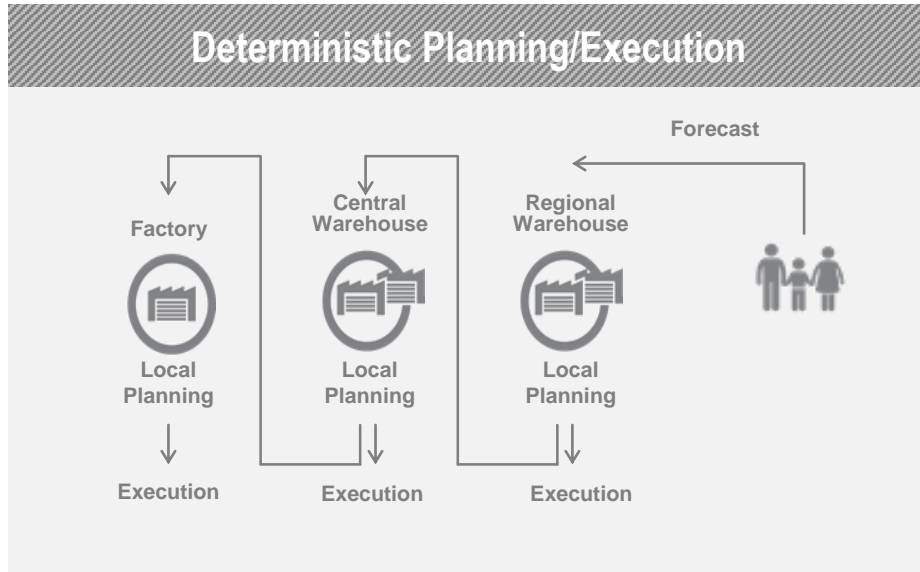 Deterministic Planning/Execution
Forecast
Factory
Central
Warehouse
Regional
Warehouse
Local
Planning
Local
Planning
Local
Planning
Execution
Execution
Execution